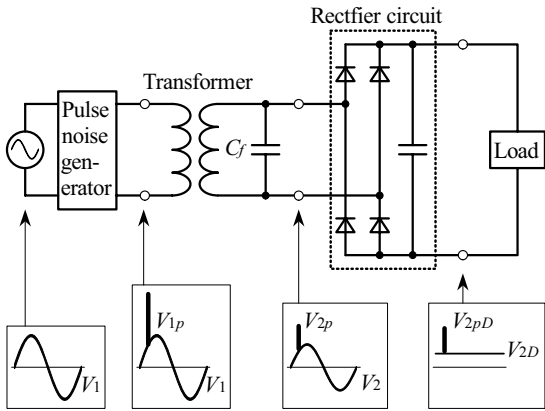 Rectfier circuit
Transformer
Pulse
noise
gen-
erator
Cf
Load
V1p
V2p
V2pD
V2D
V1
V1
V2